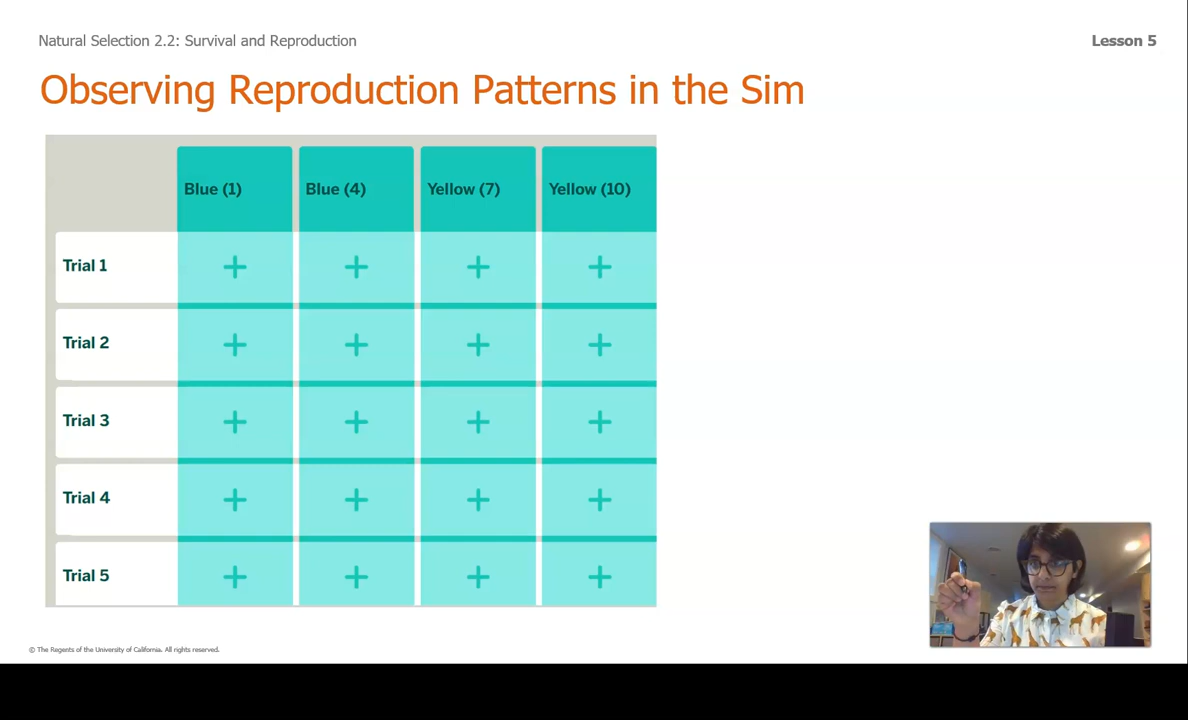 Natural Selection 2.2: Survival and Reproduction
Lesson 5
Observing Reproduction Patterns in the Sim
Blue (1) Blue (4) Yellow (7) Yellow (10)
Trial 1 + + + +
Trial 2 + + + +
Trial 3 + + + +
Trial 4 + + + +
Trial 5 + + + +
© The Regents of the University of California. All rights reserved.